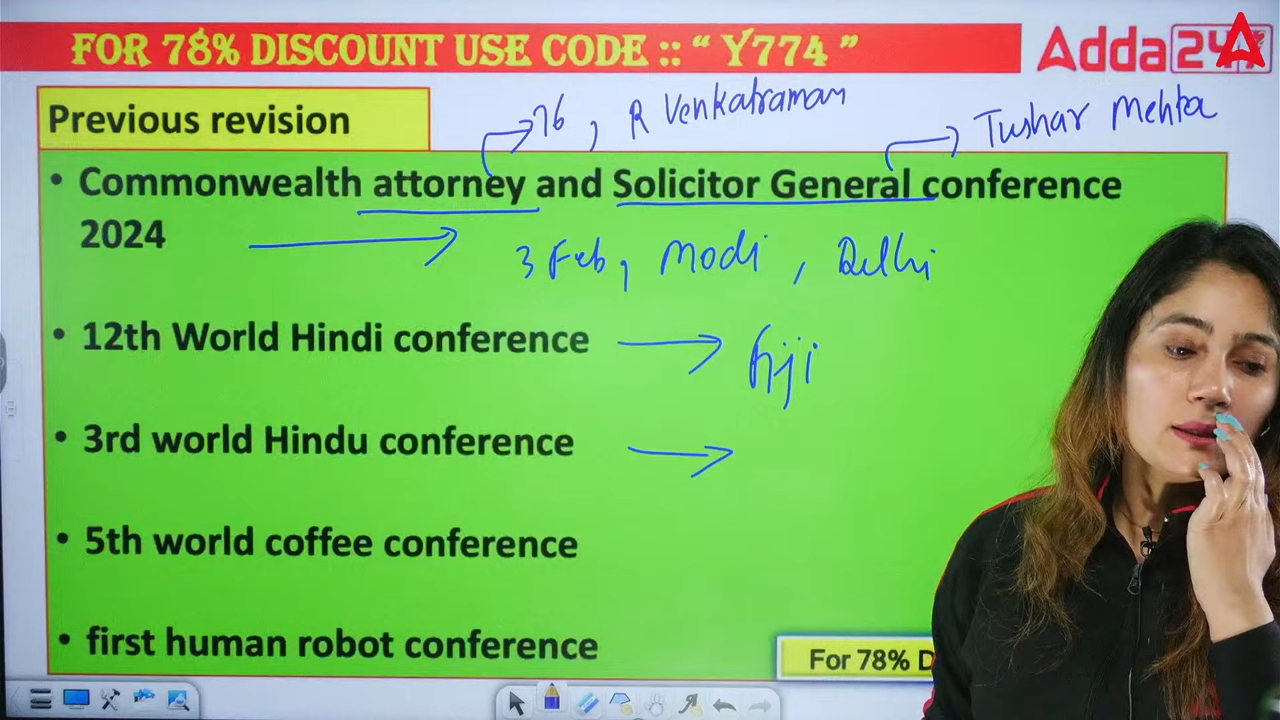 FOR 78% DISCOUNT USE CODE :: “ Y774 ”
Adda247
Previous revision
76 , R Venkatraman
Tushar Mehta
• Commonwealth attorney and Solicitor General conference
2024
3 Feb, Modi , Delhi
• 12th World Hindi conference
Fiji
• 3rd world Hindu conference
• 5th world coffee conference
• first human robot conference
For 78% D